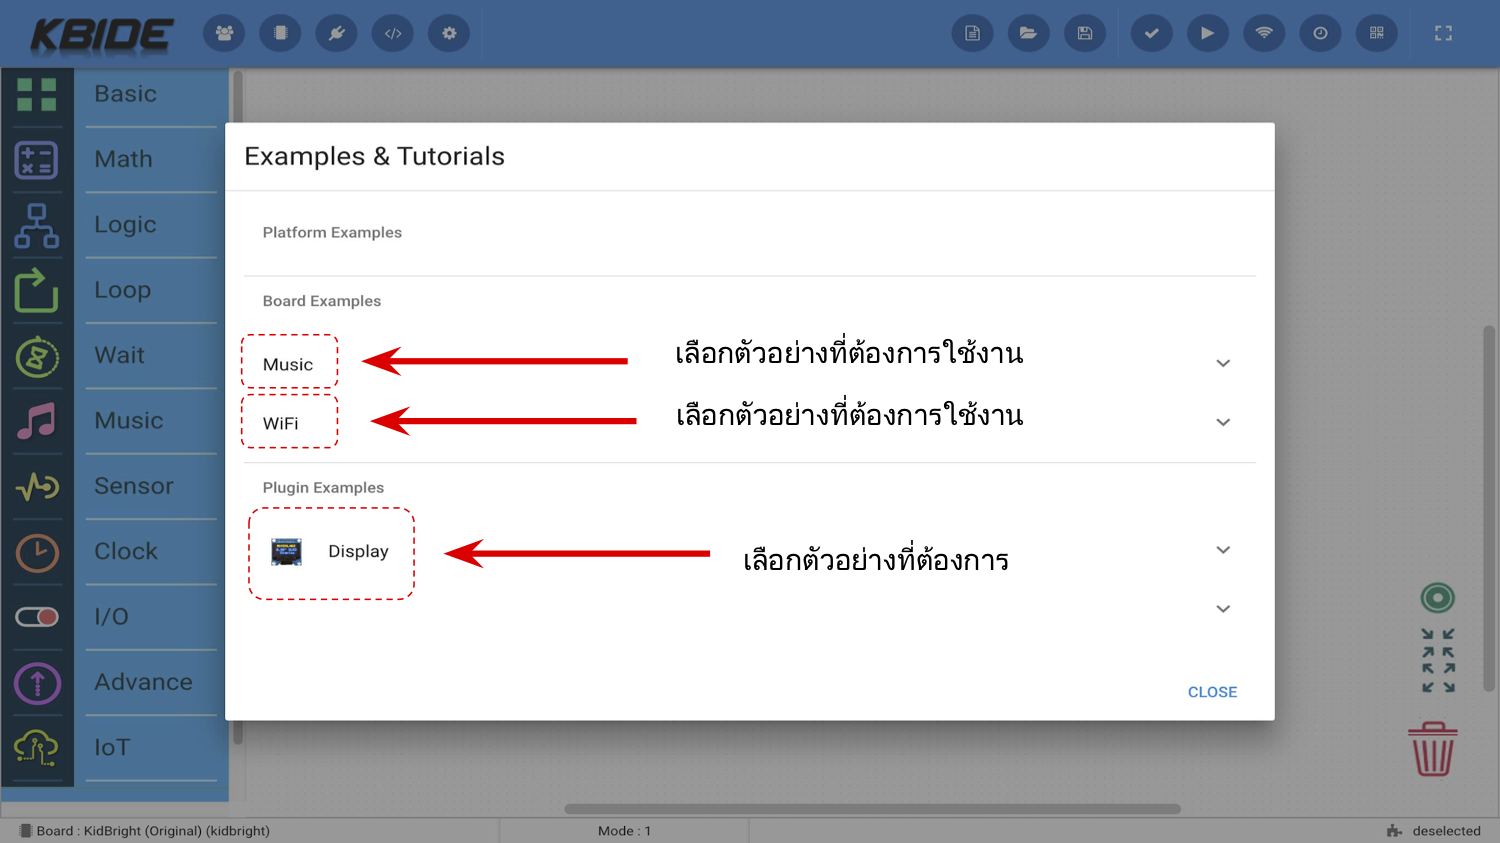 KBIDE
Basic
Math
Logic
Loop
Wait
Music
Sensor
Clock
I/O
Advance
IoT
Examples & Tutorials
Platform Examples
Board Examples
Music
เลือกตัวอย่างที่ต้องการใช้งาน
WiFi
เลือกตัวอย่างที่ต้องการใช้งาน
Plugin Examples
Display
เลือกตัวอย่างที่ต้องการ
CLOSE
Board : KidBright (Original) (kidbright)
Mode : 1
deselected